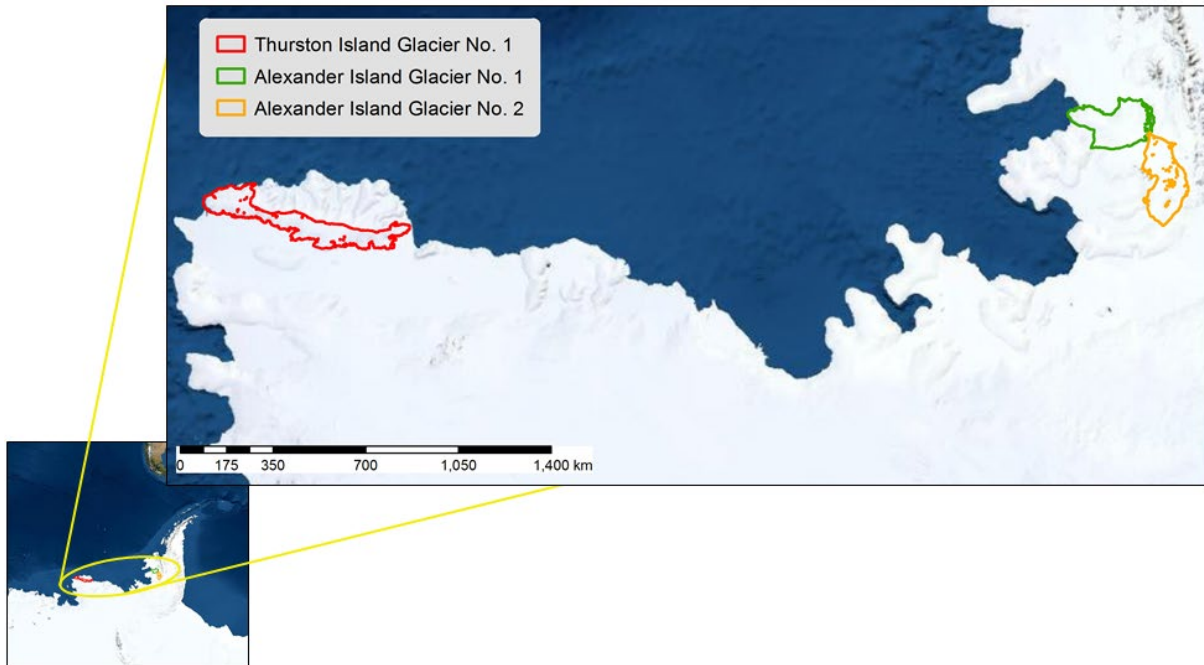 Thurston Island Glacier No. 1
Alexander Island Glacier No. 1
Alexander Island Glacier No. 2
0 175 350 700 1,050 1,400 km